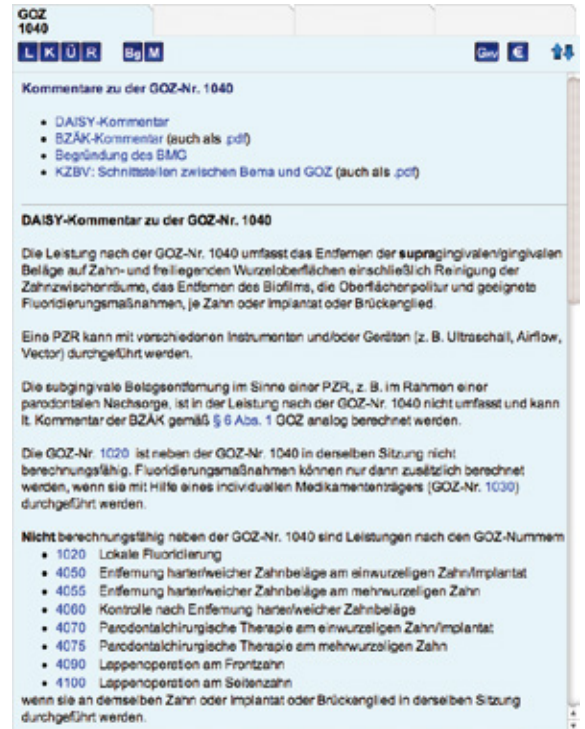 GOZ
1040
L K Ü R Bg M Gwv €
Kommentare zu der GOZ-Nr. 1040
• DAISY-Kommentar
• BZÄK-Kommentar (auch als .pdf)
• Begründung des BMG
• KZBV: Schnittstellen zwischen Bema und GOZ (auch als .pdf)
DAISY-Kommentar zu der GOZ-Nr. 1040
Die Leistung nach der GOZ-Nr. 1040 umfasst das Entfernen der supragingivalen/gingivalen
Beläge auf Zahn- und freiliegenden Wurzeloberflächen einschließlich Reinigung der
Zahnzwischenräume, das Entfernen des Biofilms, die Oberflächenpolitur und geeignete
Fluoridierungsmaßnahmen, je Zahn oder Implantat oder Brückenglied.
Eine PZR kann mit verschiedenen Instrumenten und/oder Geräten (z. B. Ultraschall, Airflow,
Vector) durchgeführt werden.
Die subgingivale Belagsentfernung im Sinne einer PZR, z. B. im Rahmen einer
parodontalen Nachsorge, ist in der Leistung nach der GOZ-Nr. 1040 nicht umfasst und kann
lt. Kommentar der BZÄK gemäß § 6 Abs. 1 GOZ analog berechnet werden.
Die GOZ-Nr. 1020 ist neben der GOZ-Nr. 1040 in derselben Sitzung nicht
berechnungsfähig. Fluoridierungsmaßnahmen können nur dann zusätzlich berechnet
werden, wenn sie mit Hilfe eines individuellen Medikamententrägers (GOZ-Nr. 1030)
durchgeführt werden.
Nicht berechnungsfähig neben der GOZ-Nr. 1040 sind Leistungen nach den GOZ-Nummern
• 1020 Lokale Fluoridierung
• 4050 Entfernung harter/weicher Zahnbeläge am einwurzeligen Zahn/Implantat
• 4055 Entfernung harter/weicher Zahnbeläge am mehrwurzeligen Zahn
• 4060 Kontrolle nach Entfernung harter/weicher Zahnbeläge
• 4070 Parodontalchirurgische Therapie am einwurzeligen Zahn/Implantat
• 4075 Parodontalchirurgische Therapie am mehrwurzeligen Zahn
• 4090 Lappenoperation am Frontzahn
• 4100 Lappenoperation am Seitenzahn
wenn sie an demselben Zahn oder Implantat oder Brückenglied in derselben Sitzung
durchgeführt werden.